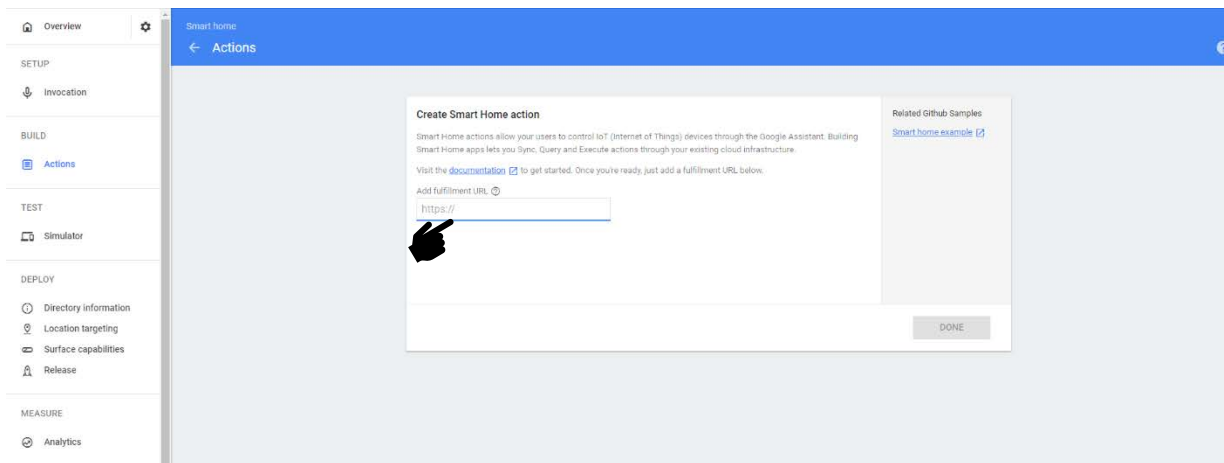 Overview
SETUP
Invocation
BUILD
Actions
TEST
Simulator
DEPLOY
Directory information
Location targeting
Surface capabilities
Release
MEASURE
Analytics
Smart home
Actions
Create Smart Home action
Smart Home actions allow your users to control IoT (Internet of Things) devices through the Google Assistant. Building
Smart Home apps lets you Sync, Query and Execute actions through your existing cloud infrastructure.
Visit the documentation to get started. Once you're ready, just add a fulfillment URL below.
Add fulfillment URL
https://
DONE
Related Github Samples
Smart home example